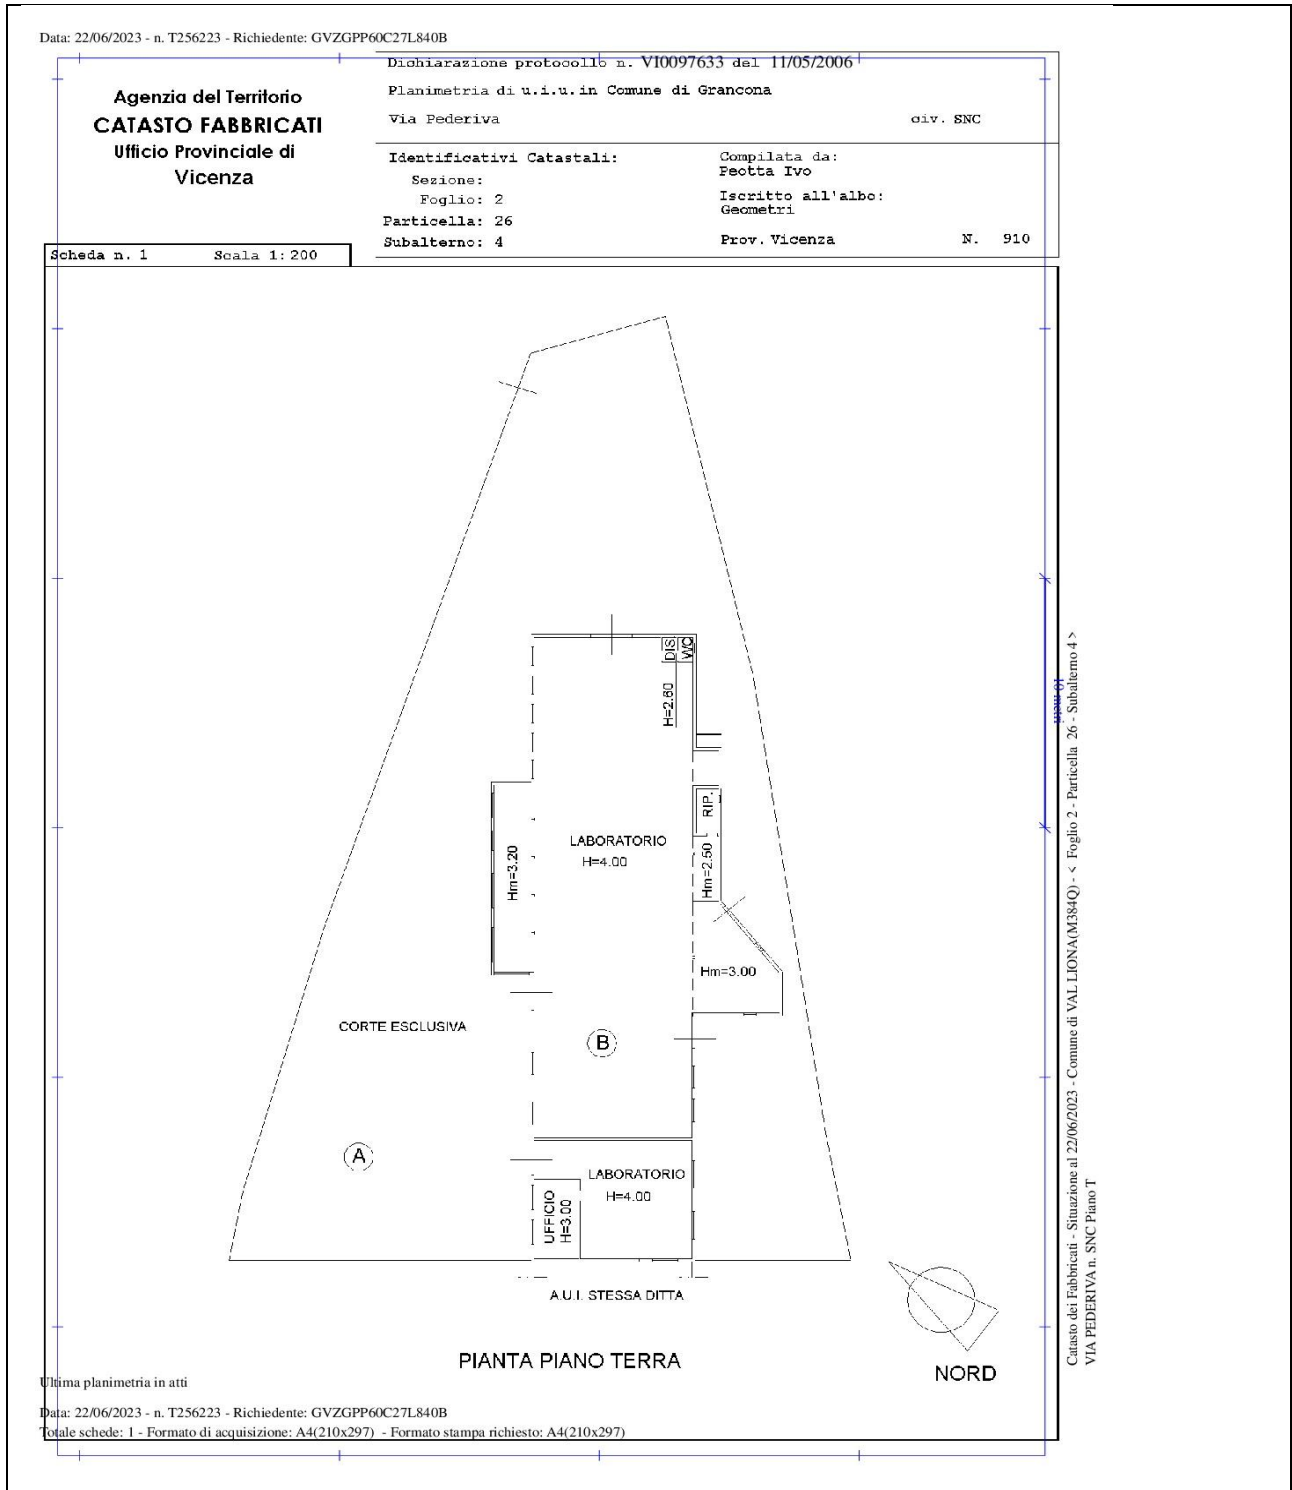 Data: 22/06/2023 - n. T256223 - Richiedente: GVZGPP60C27L840B
Agenzia del Territorio
CATASTO FABBRICATI
Ufficio Provinciale di
Vicenza
Dichiarazione protocollo n. VI0097633 del 11/05/2006
Planimetria di u.i.u.in Comune di Grancona
Via Pederiva civ. SNC
Identificativi Catastali:
Sezione:
Foglio: 2
Particella: 26
Subalterno: 4
Compilata da:
Peotta Ivo
Iscritto all'albo:
Geometri
Prov. Vicenza N. 910
Scheda n. 1 Scala 1:200
DIS.
WC
H=2.60
RIP.
LABORATORIO
H=4.00
Hm=3.20
Hm=2.50
Hm=3.00
CORTE ESCLUSIVA
B
A
LABORATORIO
H=4.00
UFFICIO
H=3.00
A.U.I. STESSA DITTA
PIANTA PIANO TERRA
NORD
10 metri
Catasto dei Fabbricati - Situazione al 22/06/2023 - Comune di VAL LIONA(M384Q) - < Foglio 2 - Particella 26 - Subalterno 4 >
VIA PEDERIVA n. SNC Piano T
Ultima planimetria in atti
Data: 22/06/2023 - n. T256223 - Richiedente: GVZGPP60C27L840B
Totale schede: 1 - Formato di acquisizione: A4(210x297) - Formato stampa richiesto: A4(210x297)